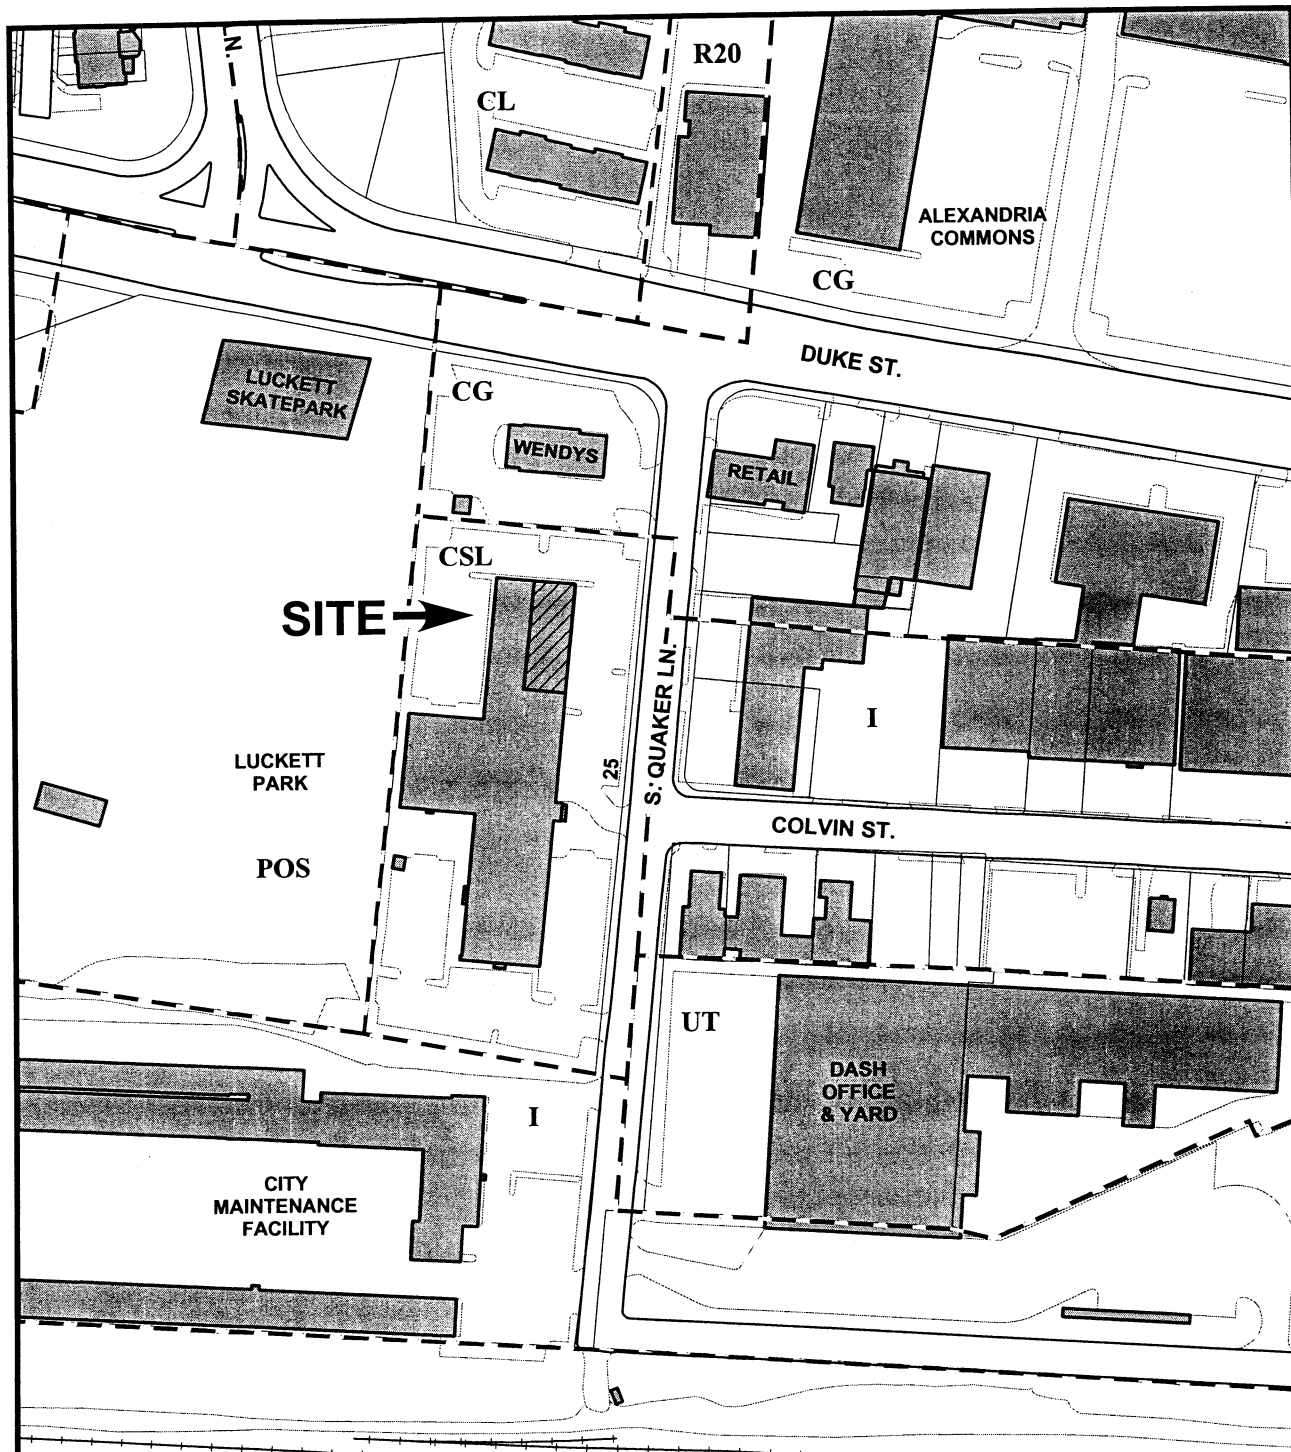 N.
R20
CL
ALEXANDRIA
COMMONS
CG
DUKE ST.
LUCKETT
SKATEPARK
CG
WENDYS
RETAIL
CSL
SITE
S. QUAKER LN.
I
25
LUCKETT
PARK
COLVIN ST.
POS
UT
DASH
OFFICE
& YARD
I
CITY
MAINTENANCE
FACILITY